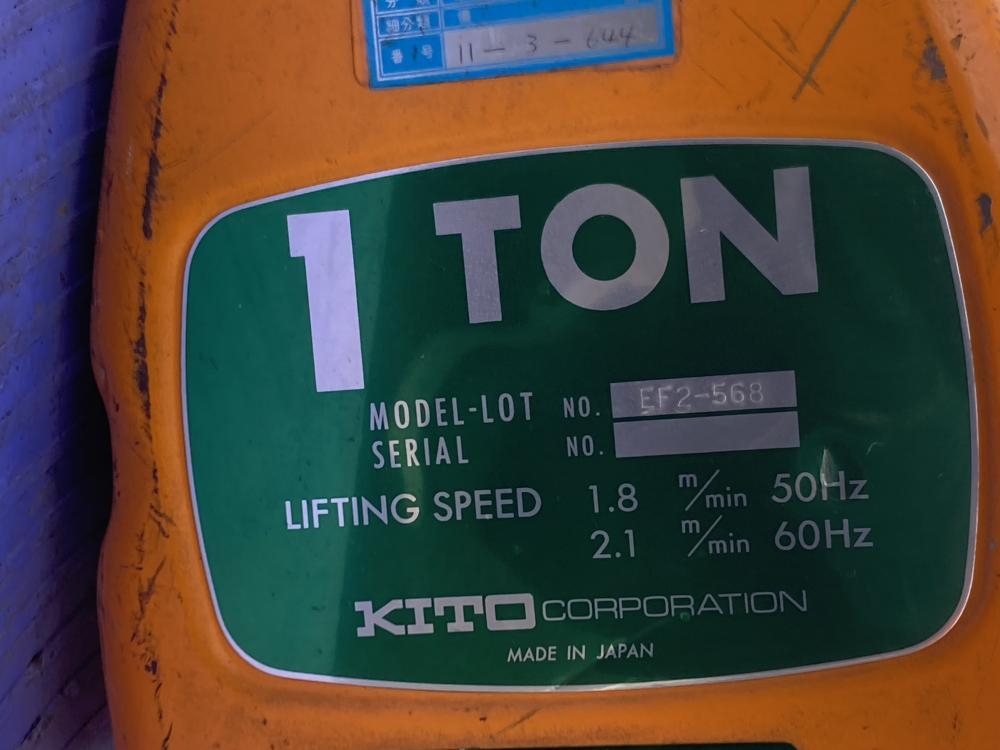 細分類
番号 11-3-644
1 TON
MODEL-LOT NO. EF2-568
SERIAL NO.
LIFTING SPEED 1.8 m/min 50Hz
2.1 m/min 60Hz
KITO CORPORATION
MADE IN JAPAN